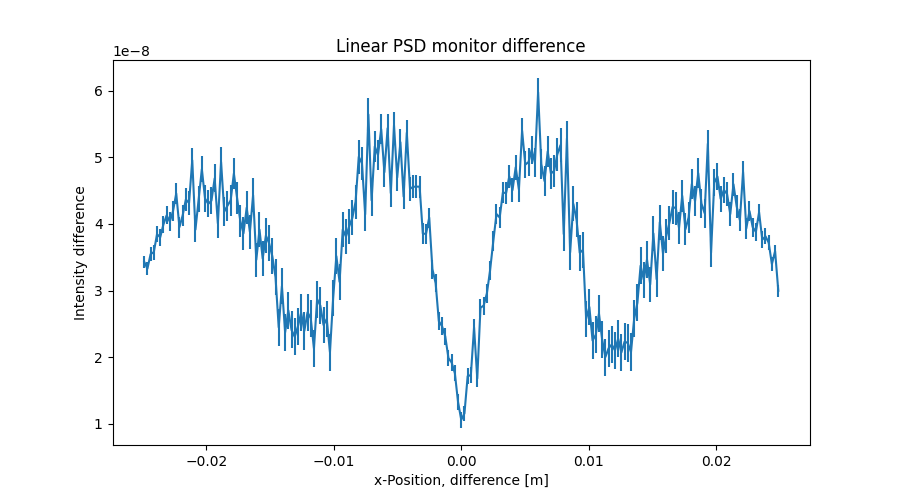 Linear PSD monitor difference
1e−8
6
5
4
3
2
1
Intensity difference
−0.02 −0.01 0.00 0.01 0.02
x-Position, difference [m]